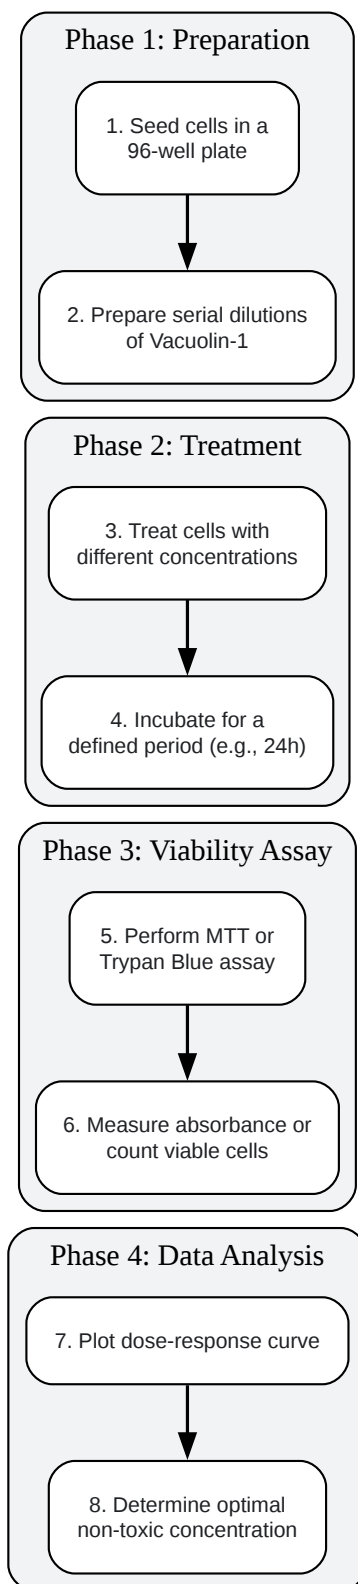 Phase 1: Preparation
1. Seed cells in a
96-well plate
2. Prepare serial dilutions
of Vacuolin-1
Phase 2: Treatment
3. Treat cells with
different concentrations
4. Incubate for a
defined period (e.g., 24h)
Phase 3: Viability Assay
5. Perform MTT or
Trypan Blue assay
6. Measure absorbance or
count viable cells
Phase 4: Data Analysis
7. Plot dose-response curve
8. Determine optimal
non-toxic concentration